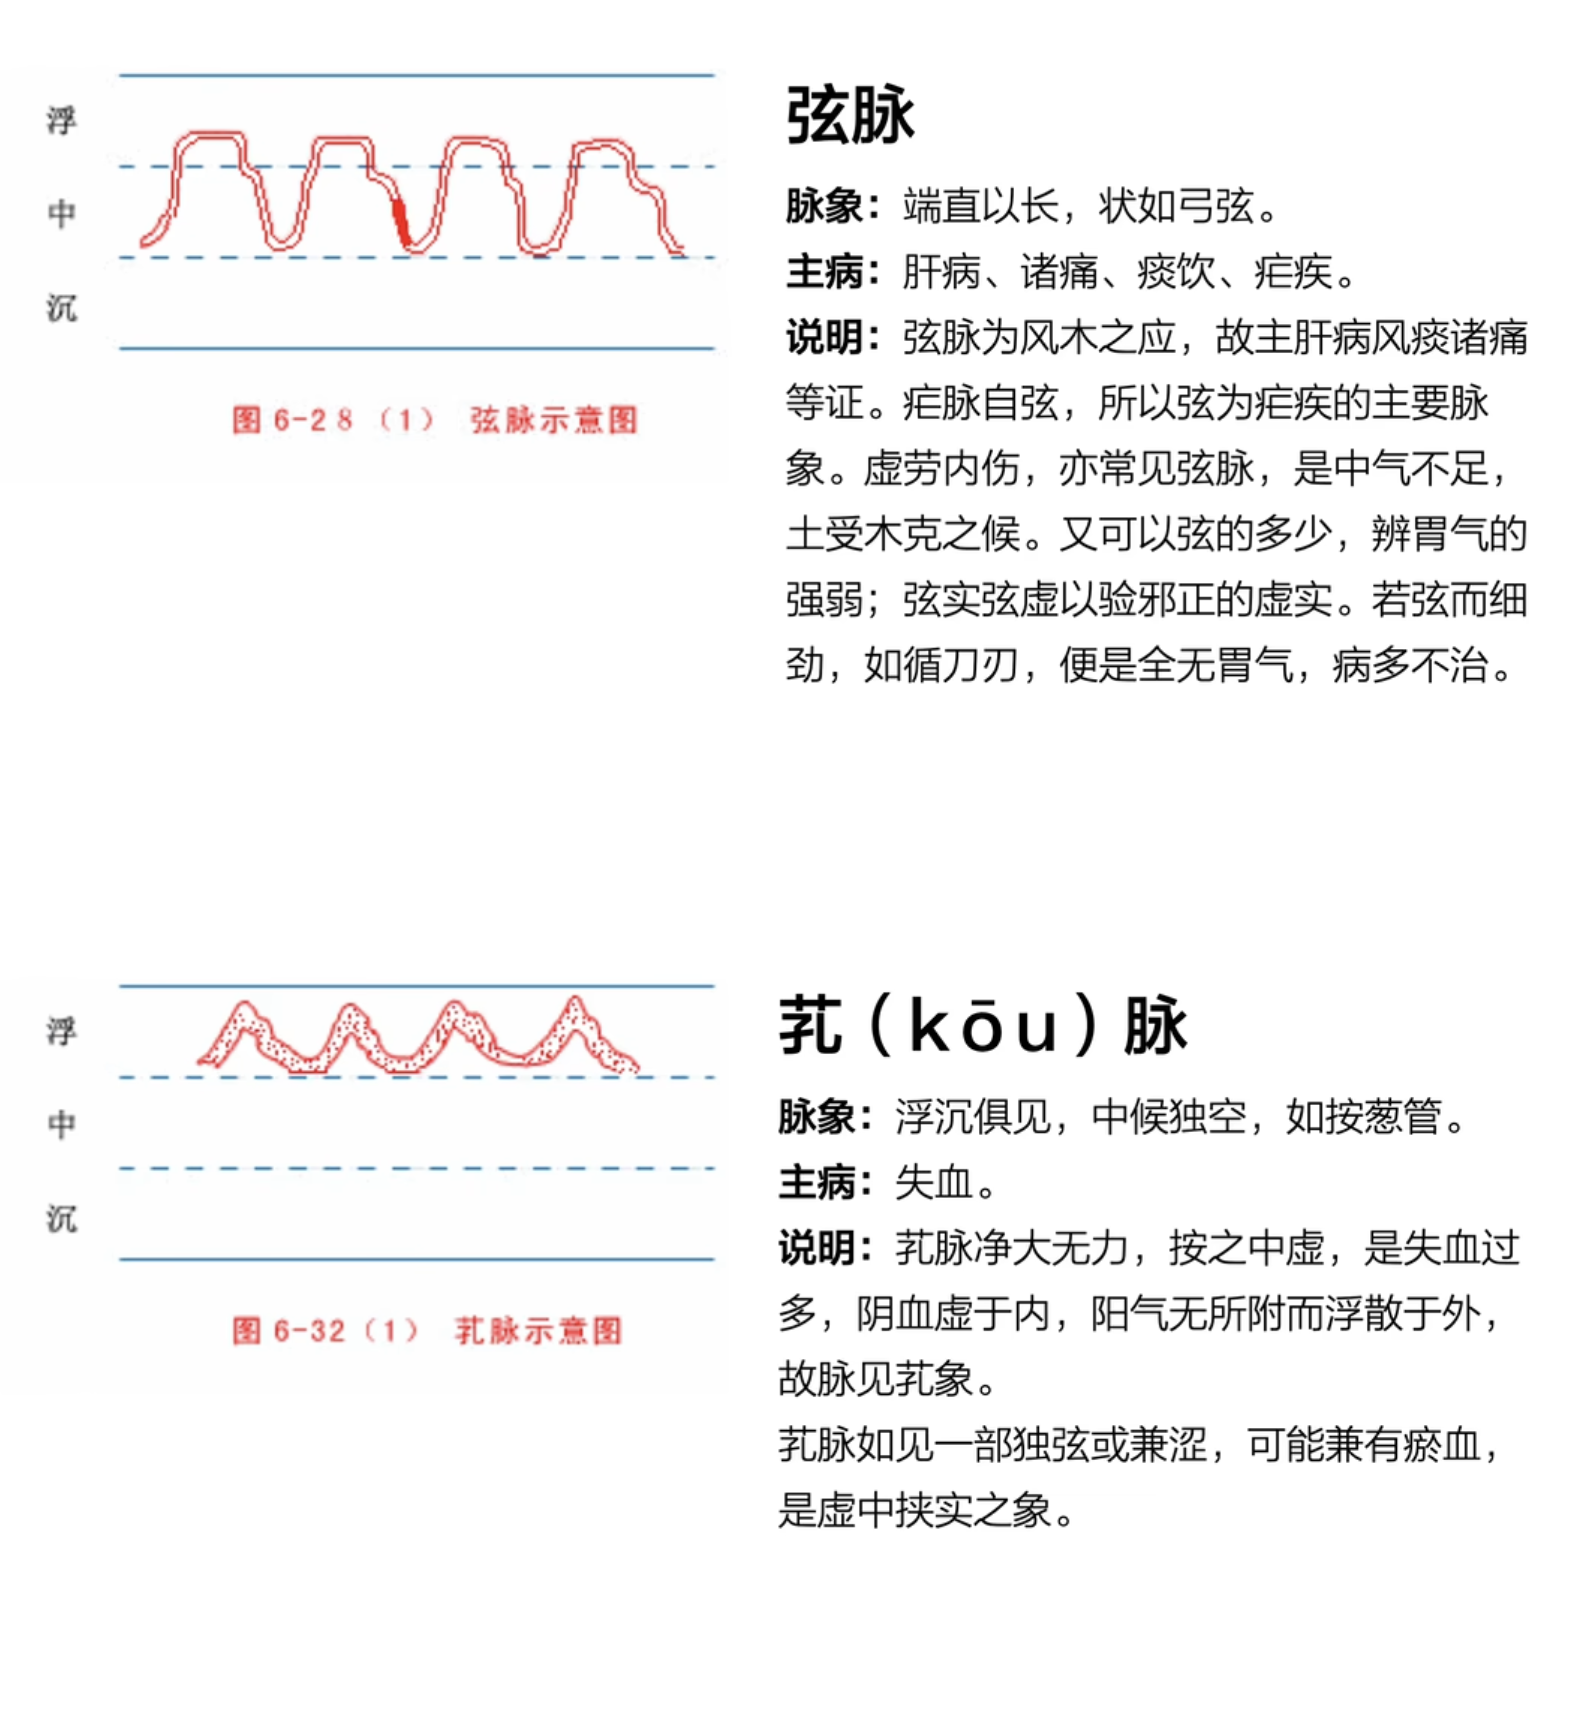 浮
中
沉
图 6-28（1） 弦脉示意图
弦脉
脉象：端直以长，状如弓弦。
主病：肝病、诸痛、痰饮、疟疾。
说明：弦脉为风木之应，故主肝病风痰诸痛
等证。疟脉自弦，所以弦为疟疾的主要脉
象。虚劳内伤，亦常见弦脉，是中气不足，
土受木克之候。又可以弦的多少，辨胃气的
强弱；弦实弦虚以验邪正的虚实。若弦而细
劲，如循刀刃，便是全无胃气，病多不治。
浮
中
沉
图 6-32（1） 芤脉示意图
芤（kōu）脉
脉象：浮沉俱见，中候独空，如按葱管。
主病：失血。
说明：芤脉净大无力，按之中虚，是失血过
多，阴血虚于内，阳气无所附而浮散于外，
故脉见芤象。
芤脉如见一部独弦或兼涩，可能兼有瘀血，
是虚中挟实之象。